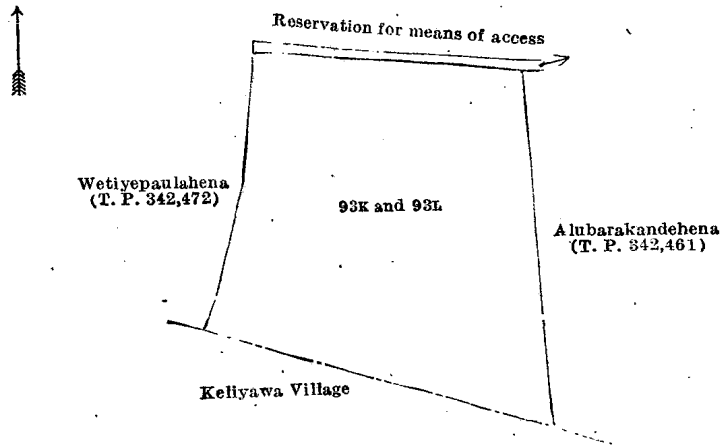 Reservation for means of access
Wetiyepaulahena
(T. P. 342,472)
93K and 93L
Alubarakandehena
(T. P. 342,461)
Keliyawa Village